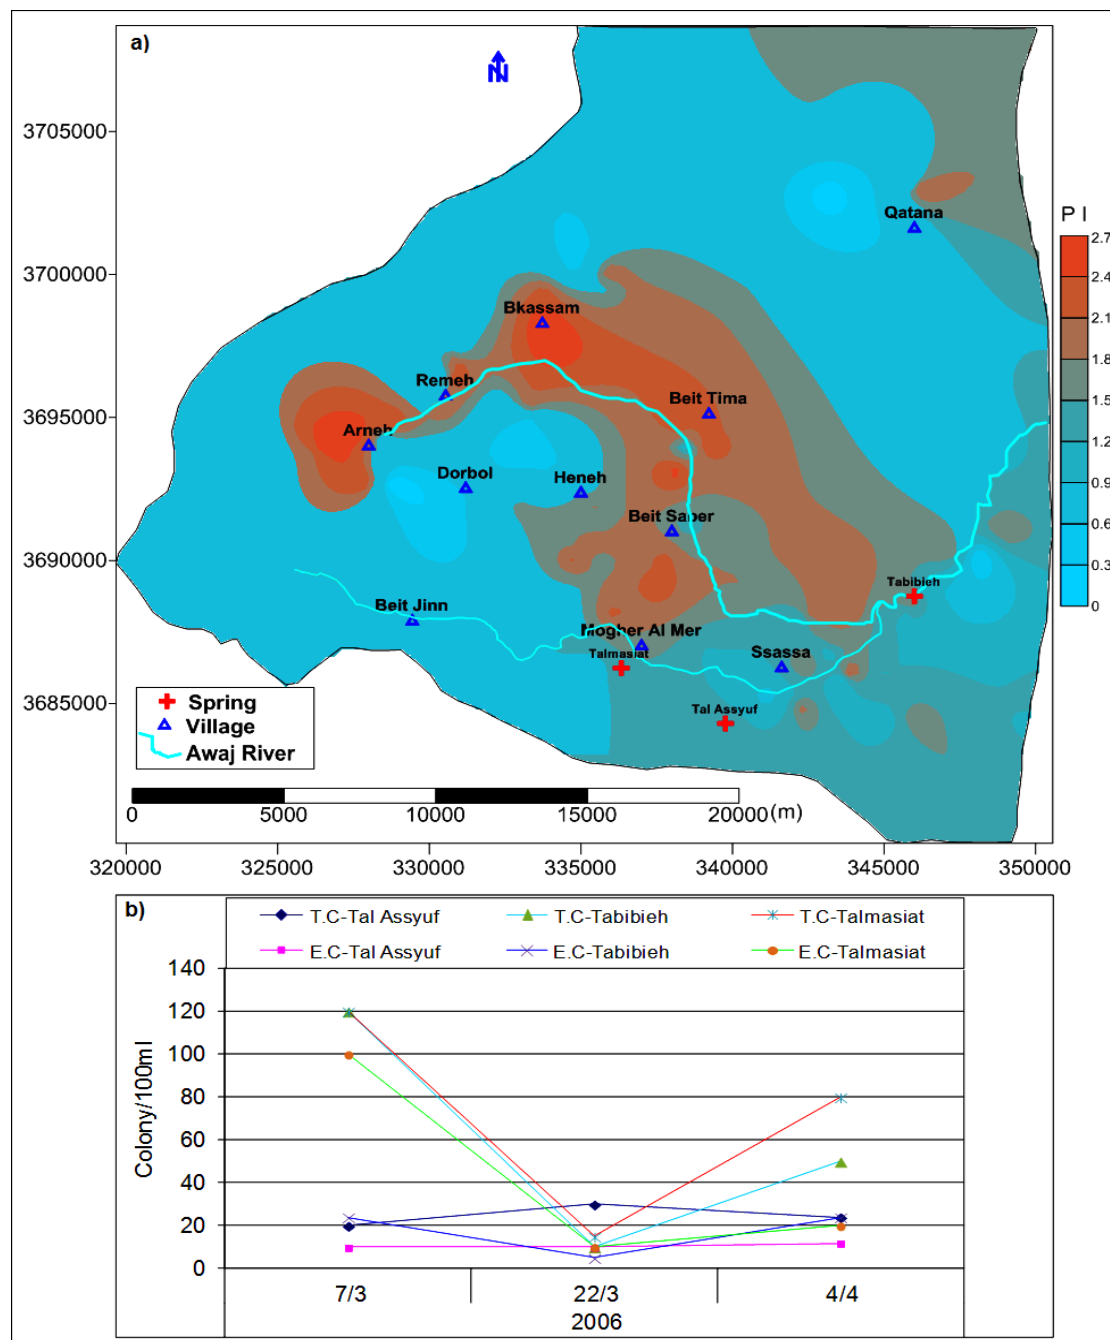 a)
N
3705000
3700000
3695000
3690000
3685000
Qatana
Bkassam
Remeh
Beit Tima
Arneh
Dorbol
Heneh
Beit Saber
Tabibieh
Beit Jinn
Mogher Al Mer
Talmasiat
Ssassa
Tal Assyuf
Spring
Village
Awaj River
0 5000 10000 15000 20000 (m)
320000 325000 330000 335000 340000 345000 350000
P I
2.7
2.4
2.1
1.8
1.5
1.2
0.9
0.6
0.3
0
b)
T.C-Tal Assyuf T.C-Tabibieh T.C-Talmasiat
E.C-Tal Assyuf E.C-Tabibieh E.C-Talmasiat
Colony/100ml
140
120
100
80
60
40
20
0
7/3 22/3 4/4
2006